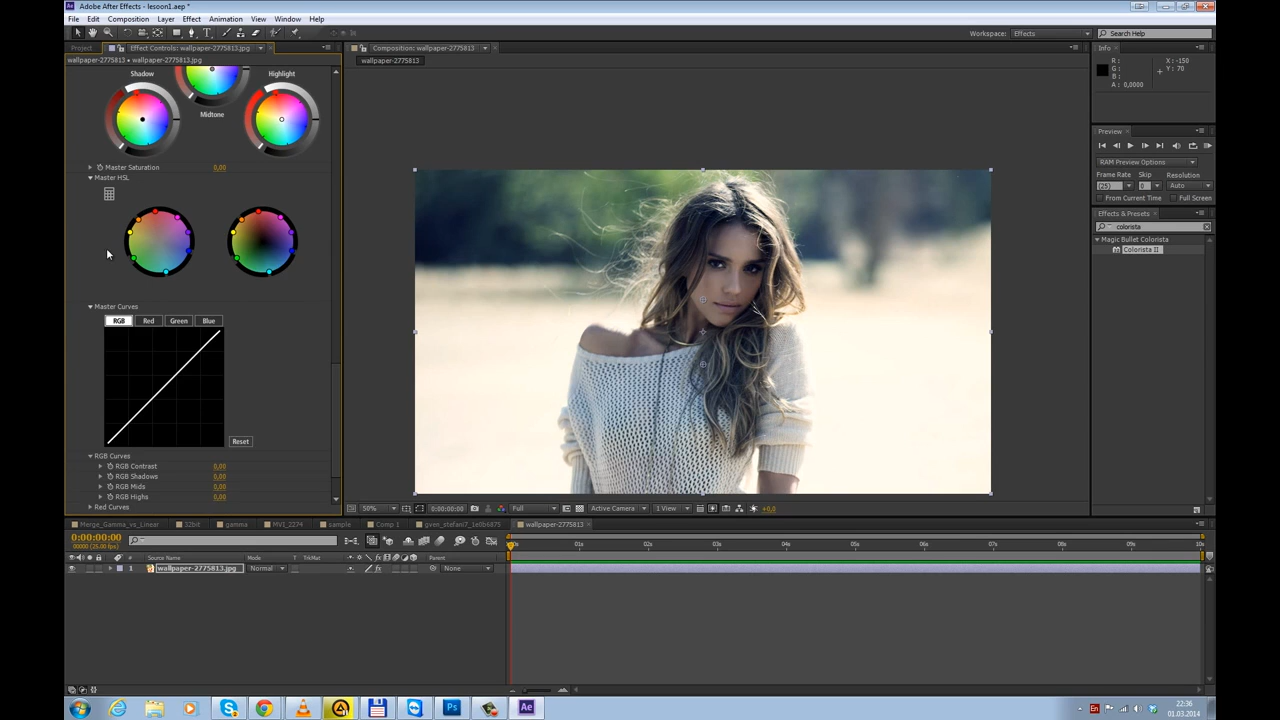 Adobe After Effects - lesoon1.aep *
File Edit Composition Layer Effect Animation View Window Help
Workspace: Effects
Search Help
Project Effect Controls: wallpaper-2775813.jpg
Composition: wallpaper-2775813
Info
wallpaper-2775813 • wallpaper-2775813.jpg
wallpaper-2775813
R:
G:
B:
A: 0,0000
X: -150
Y: 70
Shadow
Highlight
Midtone
Master Saturation 0,00
Master HSL
Master Curves
RGB Red Green Blue
Reset
RGB Curves
RGB Contrast 0,00
RGB Shadows 0,00
RGB Mids 0,00
RGB Highs 0,00
Red Curves
Preview
RAM Preview Options
Frame Rate Skip Resolution
(25) 0 Auto
From Current Time Full Screen
Effects & Presets
colorista
Magic Bullet Colorista
Colorista II
50% 0:00:00:00 Full Active Camera 1 View +0,0
Merge_Gamma_vs_Linear 32bit gamma MVI_2274 sample Comp 1 wallpaper-2775813
0:00:00:00
00000 (25.00 fps)
# Source Name Mode T TrkMat Parent
01s 02s 03s 04s 05s 06s 07s 08s 09s 10s
1 wallpaper-2775813.jpg Normal None
Ps Ae
En
22:36
01.03.2014